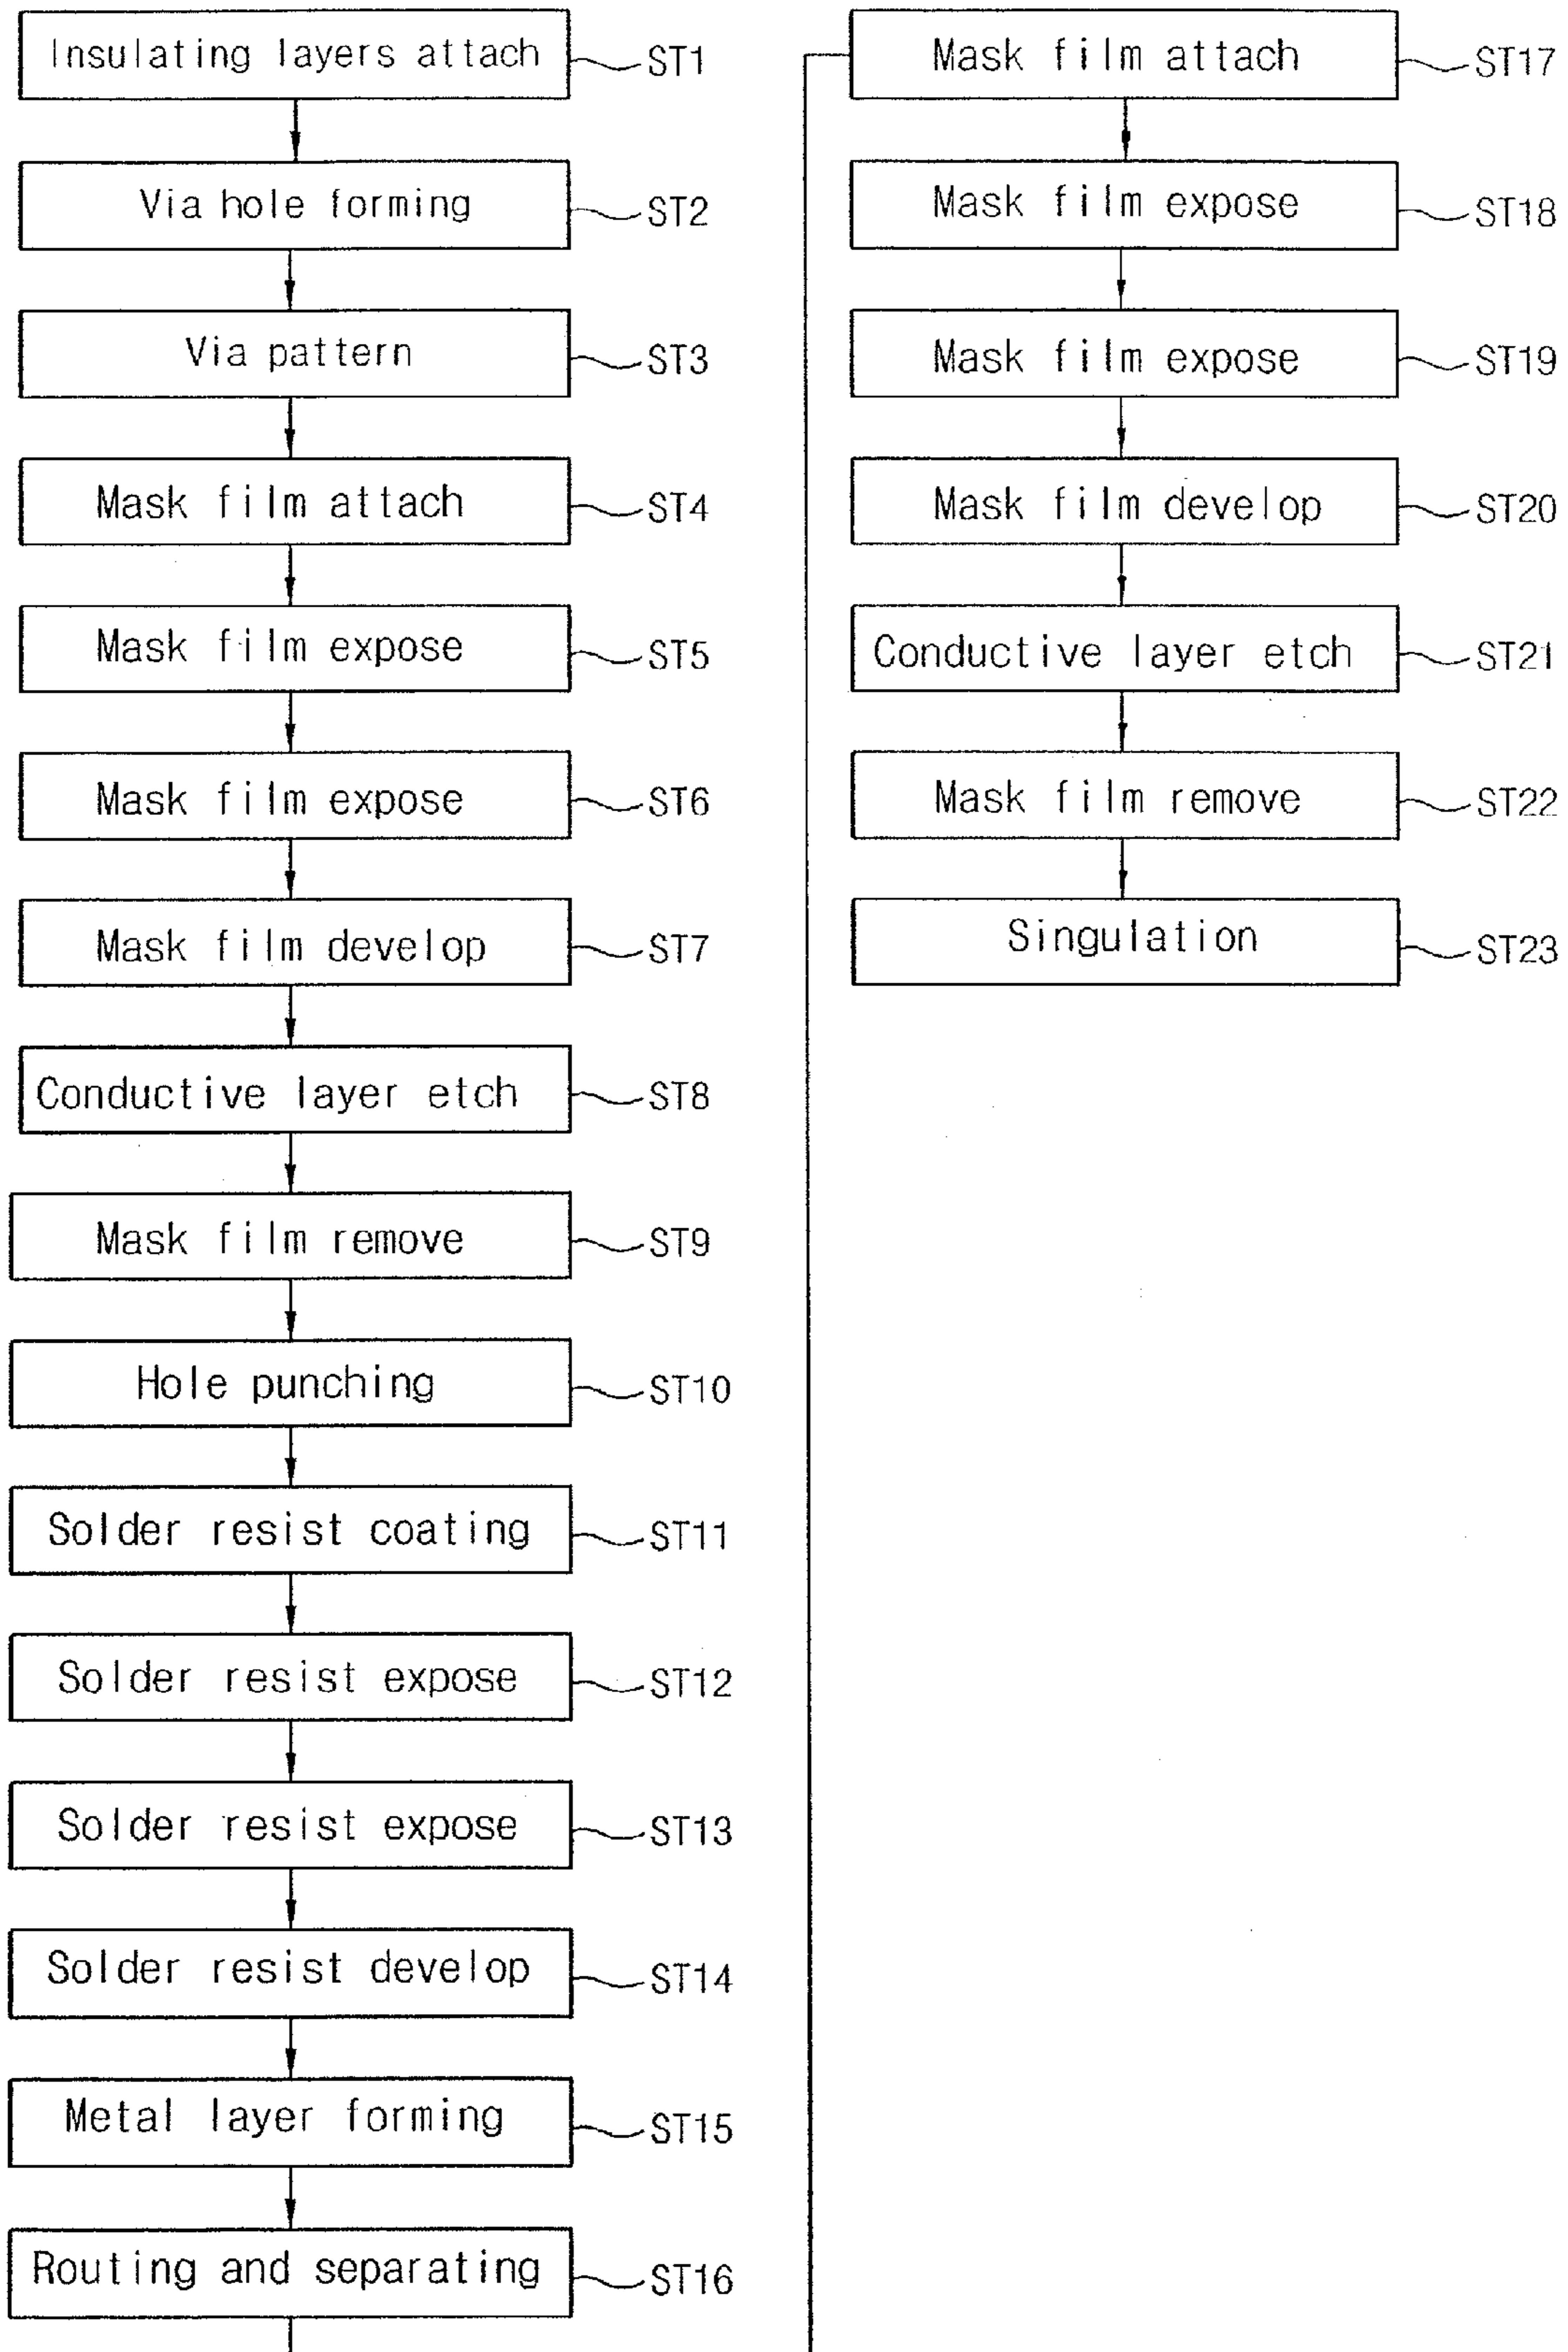 Insulating layers attach ST1
Via hole forming ST2
Via pattern ST3
Mask film attach ST4
Mask film expose ST5
Mask film expose ST6
Mask film develop ST7
Conductive layer etch ST8
Mask film remove ST9
Hole punching ST10
Solder resist coating ST11
Solder resist expose ST12
Solder resist expose ST13
Solder resist develop ST14
Metal layer forming ST15
Routing and separating ST16
Mask film attach ST17
Mask film expose ST18
Mask film expose ST19
Mask film develop ST20
Conductive layer etch ST21
Mask film remove ST22
Singulation ST23